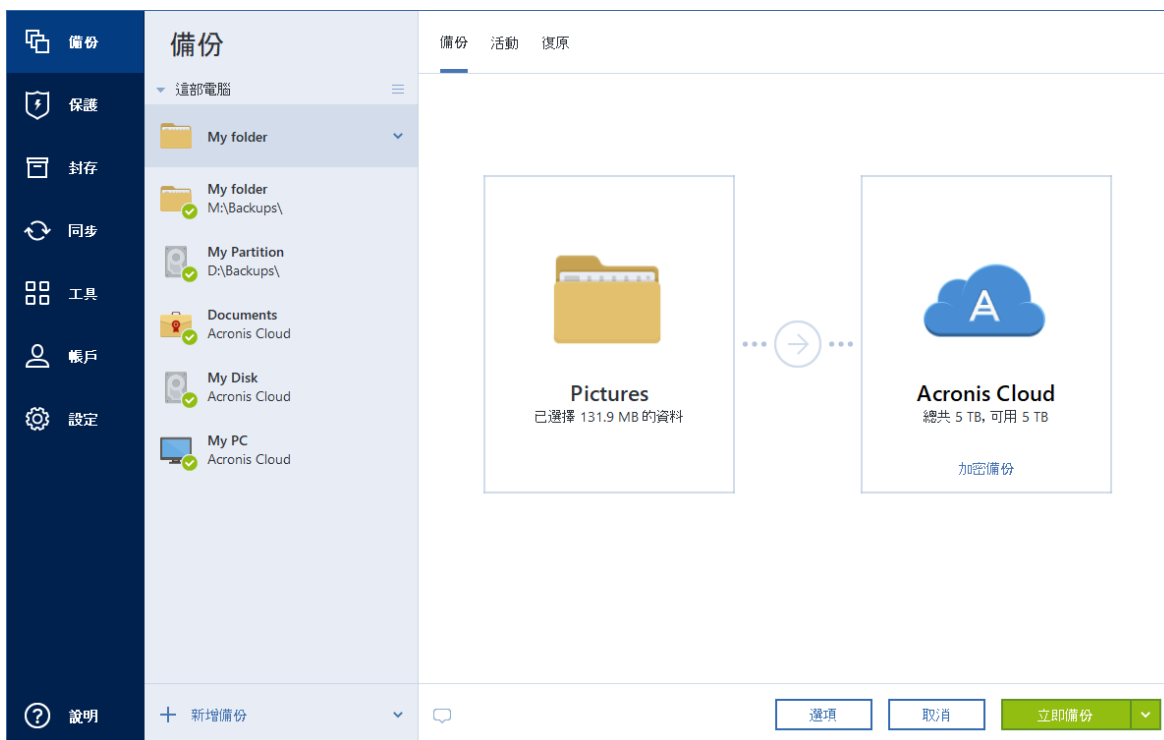 備份
保護
封存
同步
工具
帳戶
設定
說明
備份
這部電腦
My folder
My folder
M:\Backups\
My Partition
D:\Backups\
Documents
Acronis Cloud
My Disk
Acronis Cloud
My PC
Acronis Cloud
新增備份
備份 活動 復原
Pictures
已選擇 131.9 MB 的資料
Acronis Cloud
總共 5 TB, 可用 5 TB
加密備份
選項
取消
立即備份